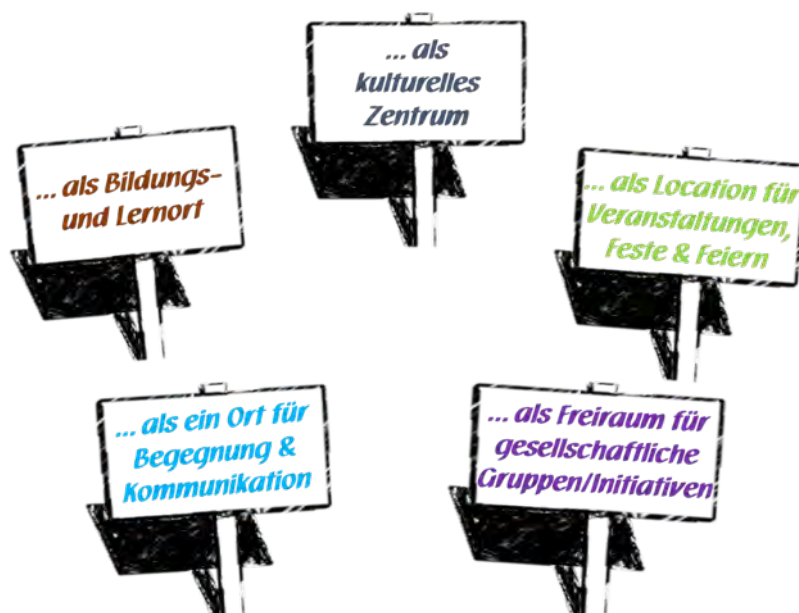 ... als
kulturelles
Zentrum
... als Bildungs-
und Lernort
... als Location für
Veranstaltungen,
Feste & Feiern
... als ein Ort für
Begegnung &
Kommunikation
... als Freiraum für
gesellschaftliche
Gruppen/Initiativen